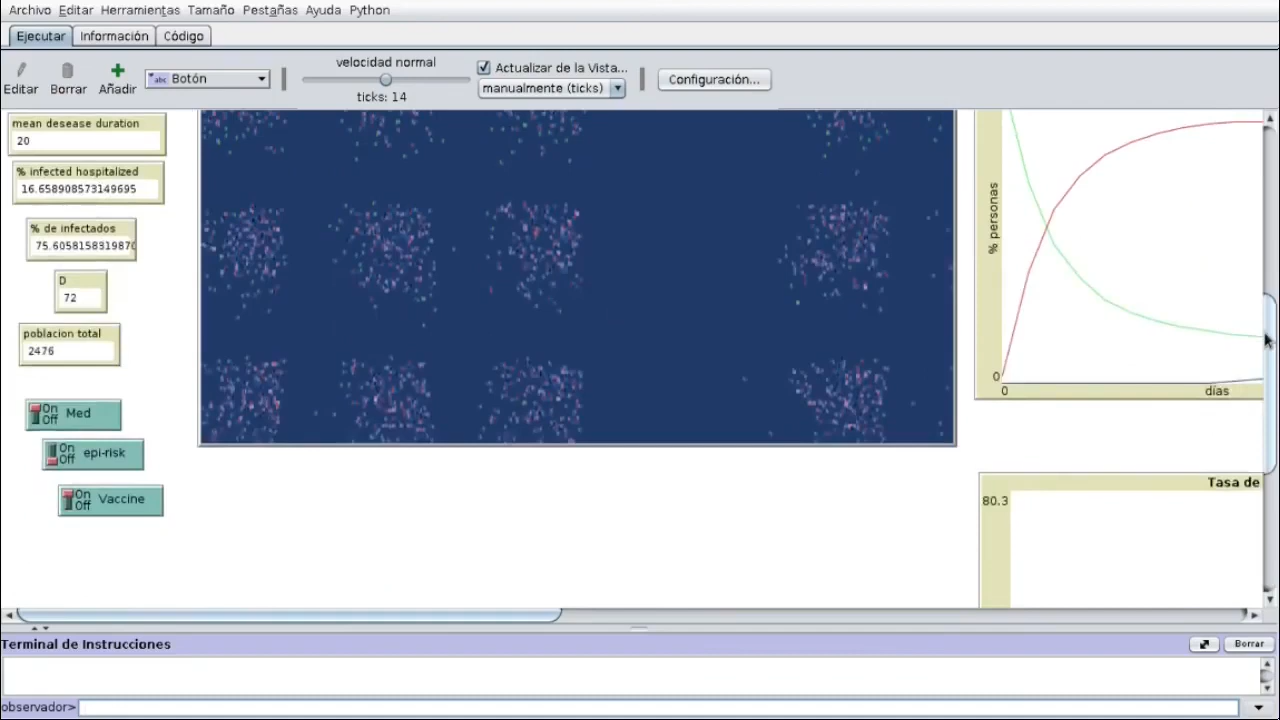 Archivo Editar Herramientas Tamaño Pestañas Ayuda Python
Ejecutar Información Código
Editar Borrar Añadir abc Botón velocidad normal ticks: 14 Actualizar de la Vista... manualmente (ticks) Configuración...
mean desease duration
20
% infected hospitalized
16.658908573149695
% de infectados
D
72
poblacion total
2476
On Off Med
On Off epi-risk
On Off Vaccine
% personas
0
0
días
Tasa de
80.3
Terminal de Instrucciones
Borrar
observador>